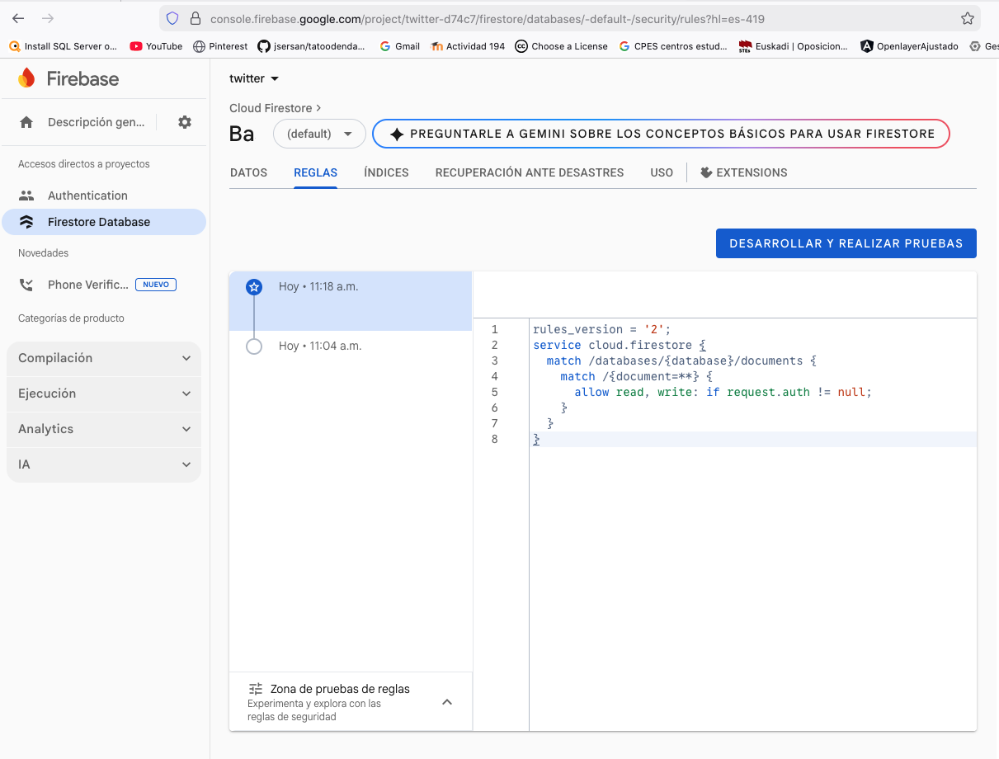 console.firebase.google.com/project/twitter-d74c7/firestore/databases/-default-/security/rules?hl=es-419
Install SQL Server o... YouTube Pinterest jsersan/tatoodenda... Gmail Actividad 194 Choose a License CPES centros estud... Euskadi | Oposicion... OpenlayerAjustado Ges
Firebase
Descripción gen...
Accesos directos a proyectos
Authentication
Firestore Database
Novedades
Phone Verific... NUEVO
Categorías de producto
Compilación
Ejecución
Analytics
IA
twitter
Cloud Firestore >
Ba (default) PREGUNTARLE A GEMINI SOBRE LOS CONCEPTOS BÁSICOS PARA USAR FIRESTORE
DATOS REGLAS ÍNDICES RECUPERACIÓN ANTE DESASTRES USO EXTENSIONS
DESARROLLAR Y REALIZAR PRUEBAS
Hoy • 11:18 a.m.
Hoy • 11:04 a.m.
Zona de pruebas de reglas
Experimenta y explora con las
reglas de seguridad
1 rules_version = '2';
2 service cloud.firestore {
3   match /databases/{database}/documents {
4     match /{document=**} {
5       allow read, write: if request.auth != null;
6     }
7   }
8 }